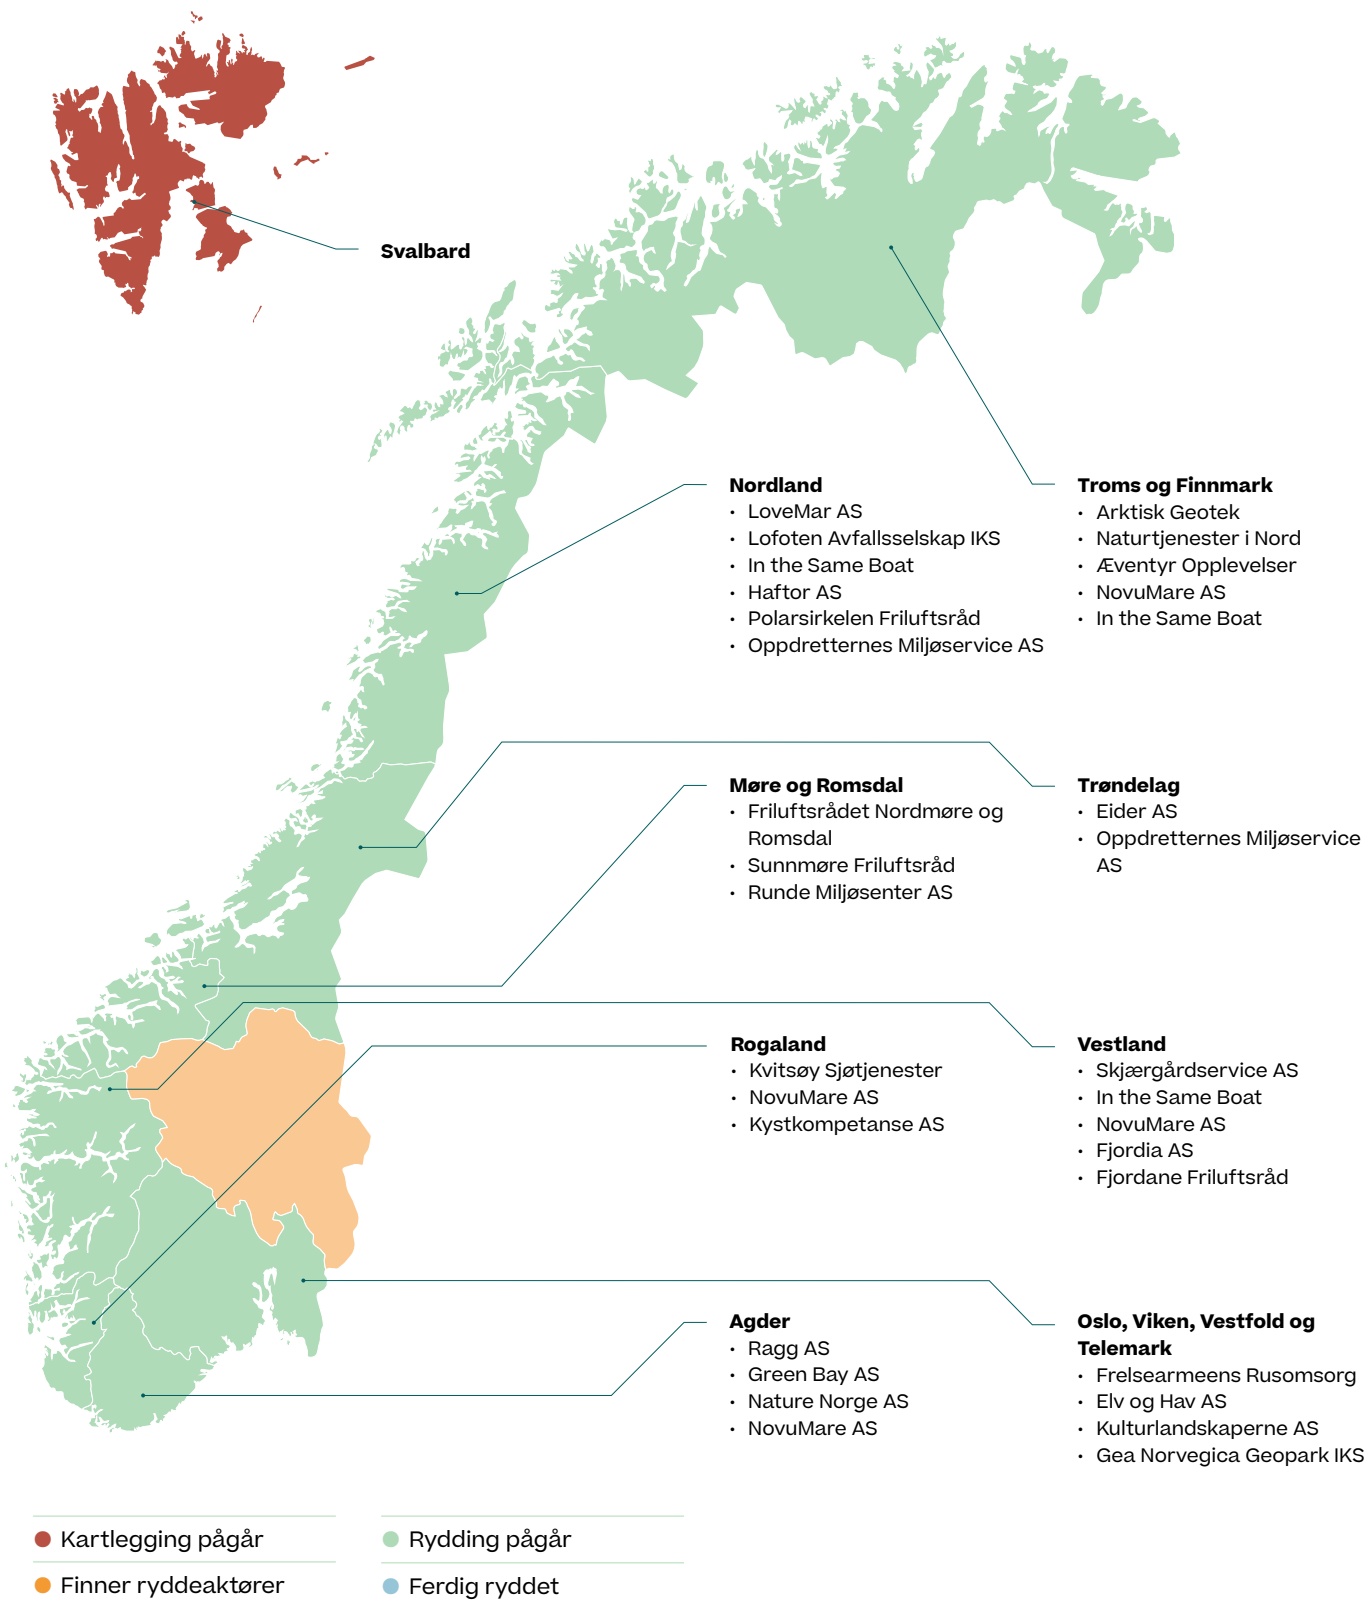 Svalbard
Nordland
• LoveMar AS
• Lofoten Avfallsselskap IKS
• In the Same Boat
• Haftor AS
• Polarsirkelen Friluftsråd
• Oppdretternes Miljøservice AS
Troms og Finnmark
• Arktisk Geotek
• Naturtjenester i Nord
• Æventyr Opplevelser
• NovuMare AS
• In the Same Boat
Møre og Romsdal
• Friluftsrådet Nordmøre og
Romsdal
• Sunnmøre Friluftsråd
• Runde Miljøsenter AS
Trøndelag
• Eider AS
• Oppdretternes Miljøservice
AS
Rogaland
• Kvitsøy Sjøtjenester
• NovuMare AS
• Kystkompetanse AS
Vestland
• Skjærgårdservice AS
• In the Same Boat
• NovuMare AS
• Fjordia AS
• Fjordane Friluftsråd
Agder
• Ragg AS
• Green Bay AS
• Nature Norge AS
• NovuMare AS
Oslo, Viken, Vestfold og
Telemark
• Frelsearmeens Rusomsorg
• Elv og Hav AS
• Kulturlandskaperne AS
• Gea Norvegica Geopark IKS
Kartlegging pågår
Finner ryddeaktører
Rydding pågår
Ferdig ryddet